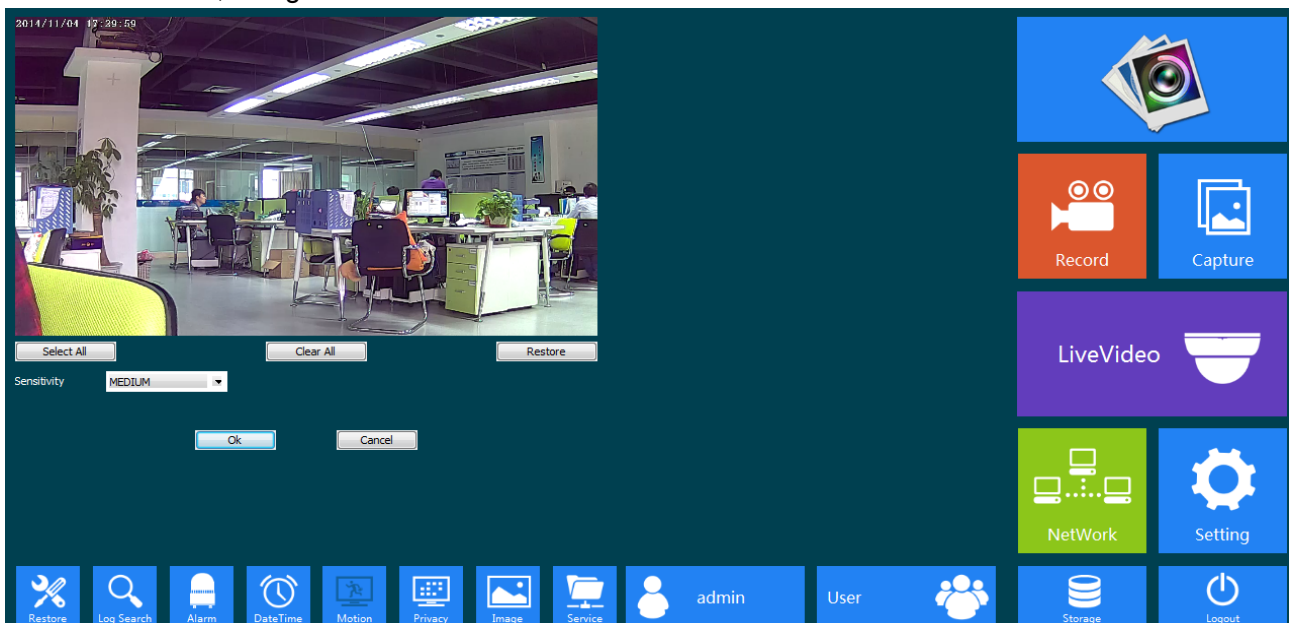 2014/11/04 17:39:59
Select All
Clear All
Restore
Sensitivity
MEDIUM
Ok
Cancel
Record
Capture
LiveVideo
NetWork
Setting
Restore
Log Search
Alarm
DateTime
Motion
Privacy
Image
Service
admin
User
Storage
Logout